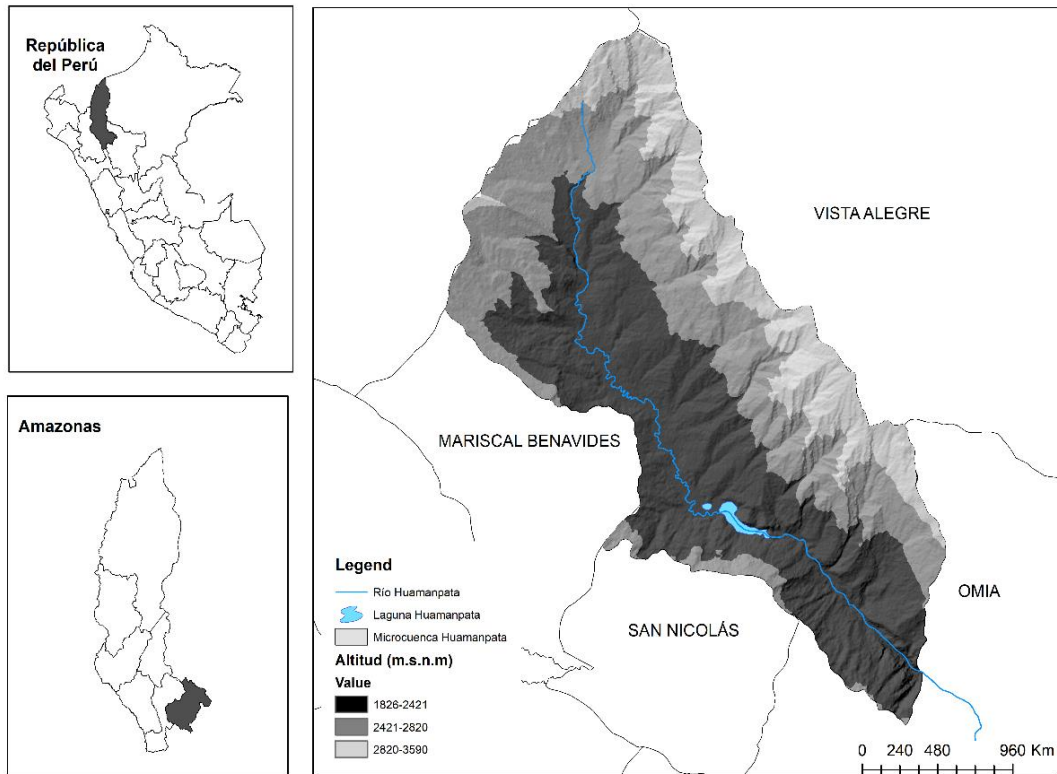 República
del Perú
Amazonas
VISTA ALEGRE
MARISCAL BENAVIDES
OMIA
SAN NICOLÁS
Legend
Río Huamanpata
Laguna Huamanpata
Microcuenca Huamanpata
Altitud (m.s.n.m)
Value
1826-2421
2421-2820
2820-3590
0 240 480 960 Km